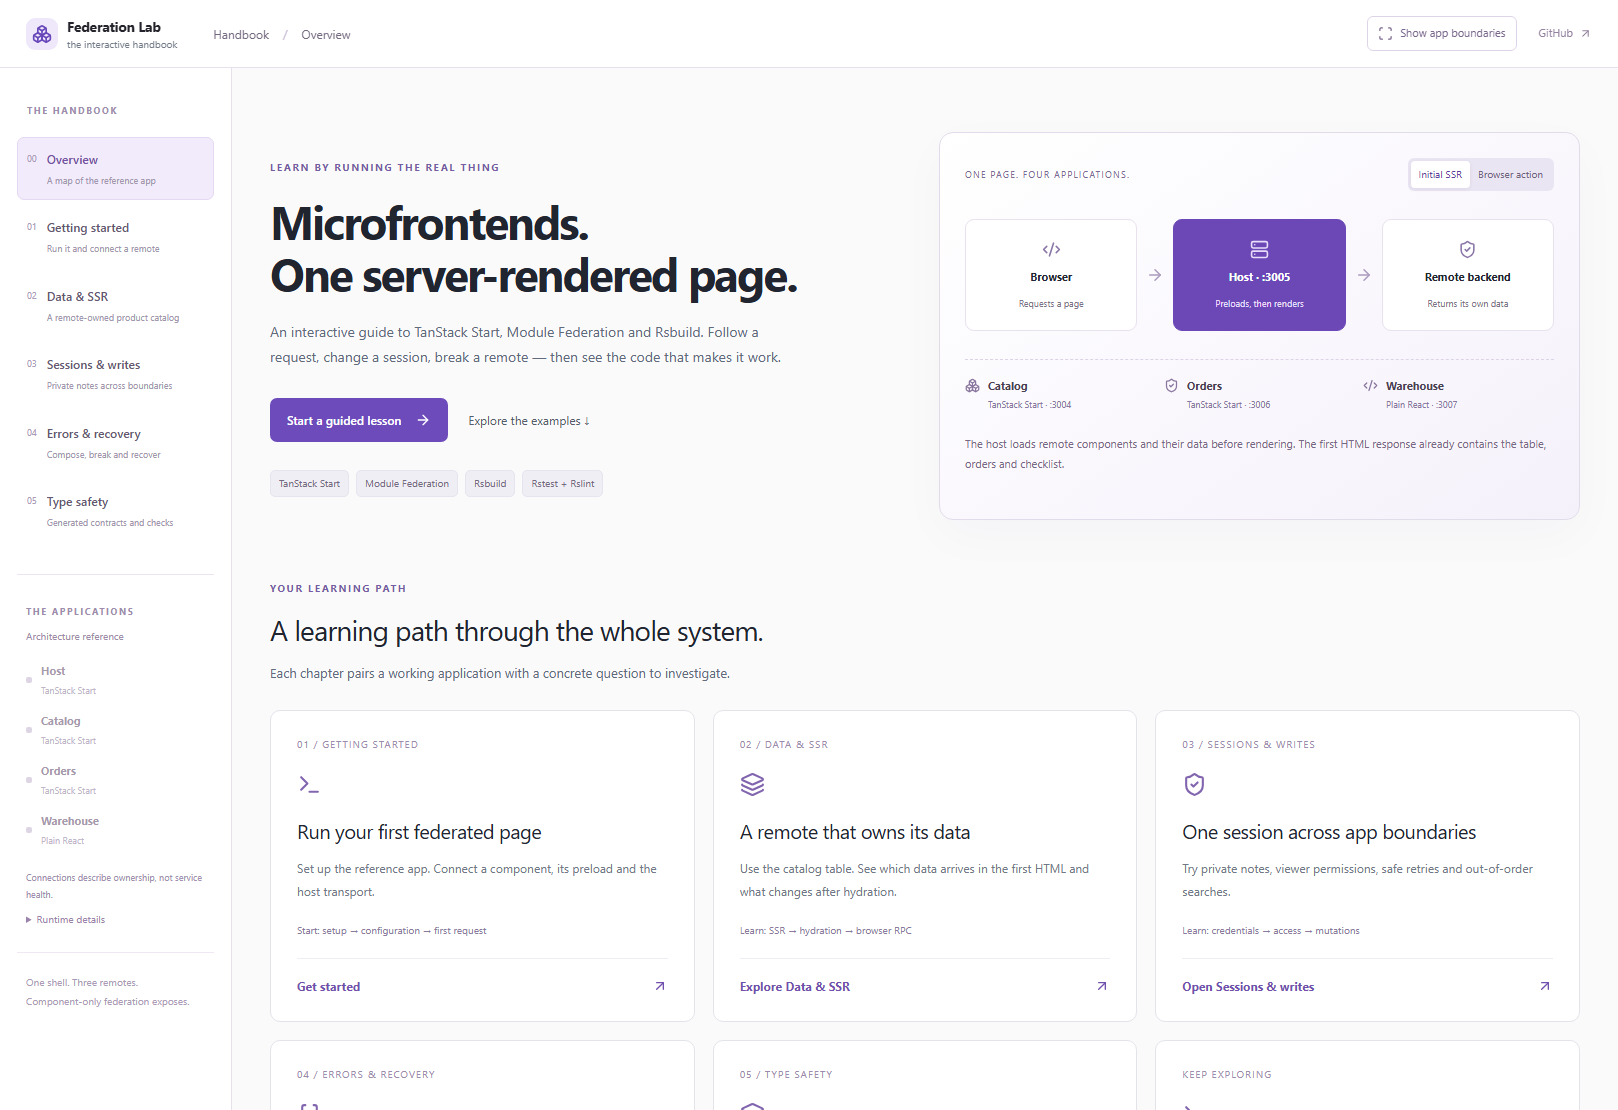 Federation Lab
the interactive handbook
Handbook / Overview
Show app boundaries
GitHub
THE HANDBOOK
00 Overview
A map of the reference app
01 Getting started
Run it and connect a remote
02 Data & SSR
A remote-owned product catalog
03 Sessions & writes
Private notes across boundaries
04 Errors & recovery
Compose, break and recover
05 Type safety
Generated contracts and checks
THE APPLICATIONS
Architecture reference
Host
TanStack Start
Catalog
TanStack Start
Orders
TanStack Start
Warehouse
Plain React
Connections describe ownership, not service
health.
Runtime details
One shell. Three remotes.
Component-only federation exposes.
LEARN BY RUNNING THE REAL THING
Microfrontends.
One server-rendered page.
An interactive guide to TanStack Start, Module Federation and Rsbuild. Follow a
request, change a session, break a remote — then see the code that makes it work.
Start a guided lesson →
Explore the examples ↓
TanStack Start
Module Federation
Rsbuild
Rstest + Rslint
ONE PAGE. FOUR APPLICATIONS.
Initial SSR
Browser action
Browser
Requests a page
Host · :3005
Preloads, then renders
Remote backend
Returns its own data
Catalog
TanStack Start · :3004
Orders
TanStack Start · :3006
Warehouse
Plain React · :3007
The host loads remote components and their data before rendering. The first HTML response already contains the table,
orders and checklist.
YOUR LEARNING PATH
A learning path through the whole system.
Each chapter pairs a working application with a concrete question to investigate.
01 / GETTING STARTED
Run your first federated page
Set up the reference app. Connect a component, its preload and the
host transport.
Start: setup → configuration → first request
Get started
02 / DATA & SSR
A remote that owns its data
Use the catalog table. See which data arrives in the first HTML and
what changes after hydration.
Learn: SSR → hydration → browser RPC
Explore Data & SSR
03 / SESSIONS & WRITES
One session across app boundaries
Try private notes, viewer permissions, safe retries and out-of-order
searches.
Learn: credentials → access → mutations
Open Sessions & writes
04 / ERRORS & RECOVERY
05 / TYPE SAFETY
KEEP EXPLORING